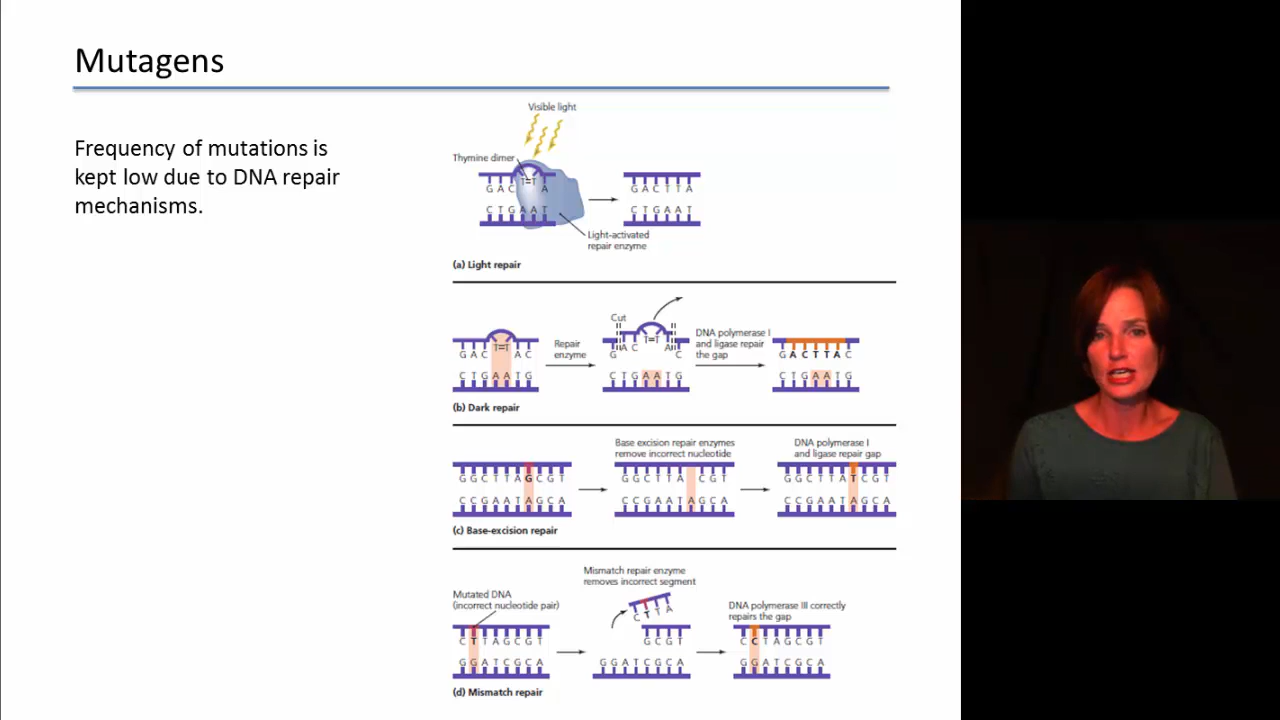 Mutagens
Frequency of mutations is
kept low due to DNA repair
mechanisms.
Visible light
Thymine dimer
T=T
G A C A
C T G A A T
G A C T T A
C T G A A T
Light-activated
repair enzyme
(a) Light repair
G A C T=T A C
C T G A A T G
Repair
enzyme
Cut
G A C T=T A C
C T G A A T G
DNA polymerase I
and ligase repair
the gap
G A C T T A C
C T G A A T G
(b) Dark repair
G G C T T A G C G T
C C G A A T A G C A
Base excision repair enzymes
remove incorrect nucleotide
G G C T T A C G T
C C G A A T A G C A
DNA polymerase I
and ligase repair gap
G G C T T A T C G T
C C G A A T A G C A
(c) Base-excision repair
Mutated DNA
(incorrect nucleotide pair)
C T T A G C G T
G G A T C G C A
Mismatch repair enzyme
removes incorrect segment
C T T A
G C G T
G G A T C G C A
DNA polymerase III correctly
repairs the gap
C C T A G C G T
G G A T C G C A
(d) Mismatch repair